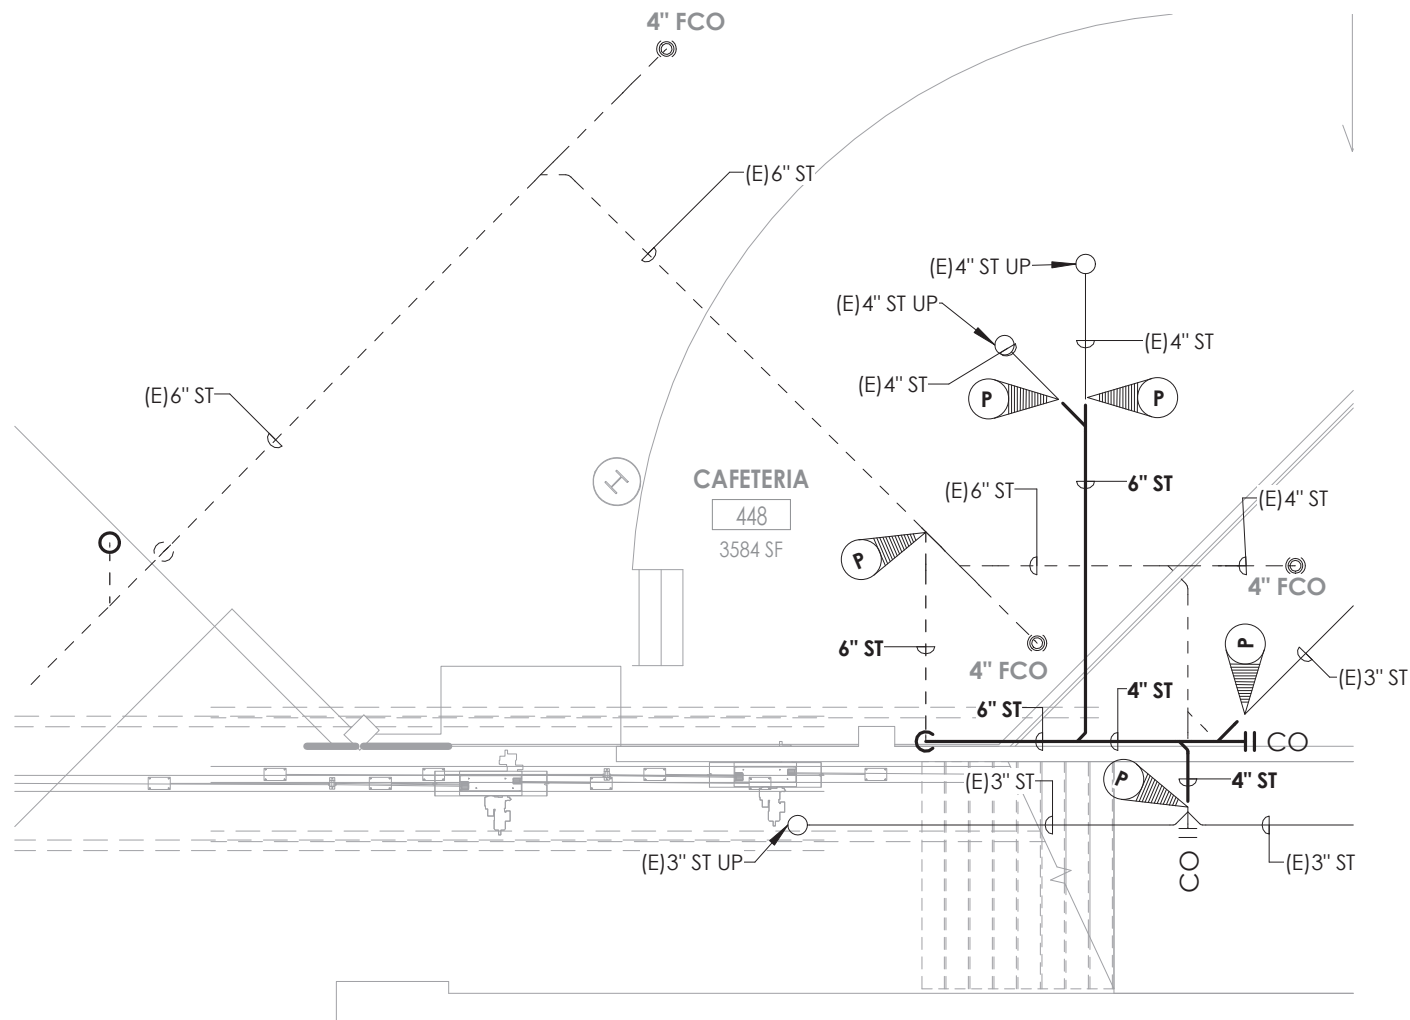 4" FCO
(E)6" ST
(E)4" ST UP
(E)4" ST UP
(E)4" ST
(E)4" ST
(E)6" ST
P
P
H
CAFETERIA
448
3584 SF
(E)6" ST
6" ST
(E)4" ST
P
4" FCO
6" ST
4" FCO
P
(E)3" ST
4" ST
6" ST
CO
(E)3" ST
P
4" ST
(E)3" ST UP
(E)3" ST
CO